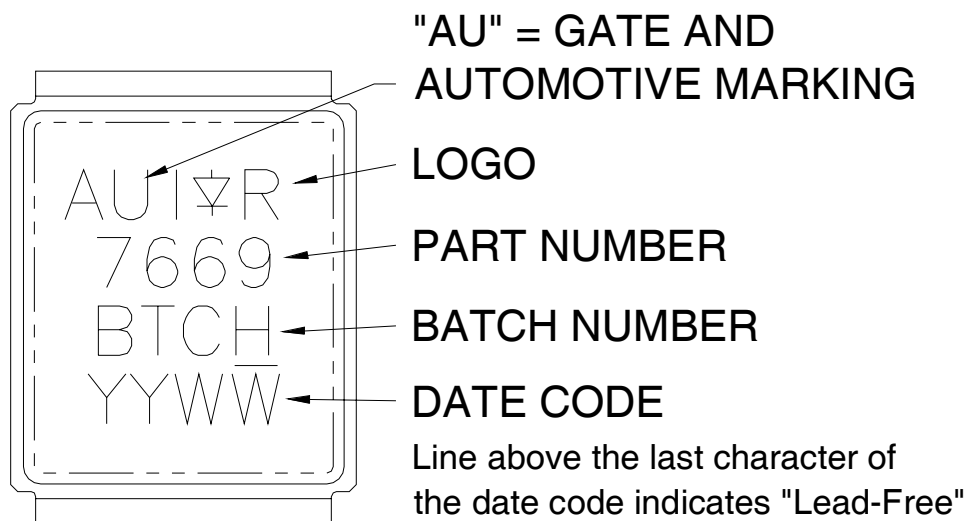 "AU" = GATE AND
AUTOMOTIVE MARKING
AUI R
LOGO
7669
PART NUMBER
BTCH
BATCH NUMBER
YYWW
DATE CODE
Line above the last character of
the date code indicates "Lead-Free"